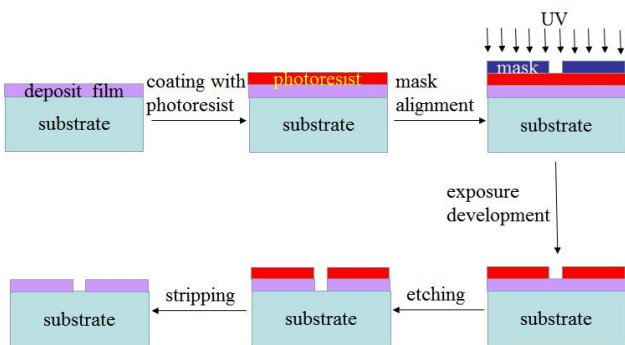 UV
mask
deposit film
coating with
photoresist
photoresist
mask
alignment
substrate
substrate
substrate
exposure
development
stripping
etching
substrate
substrate
substrate